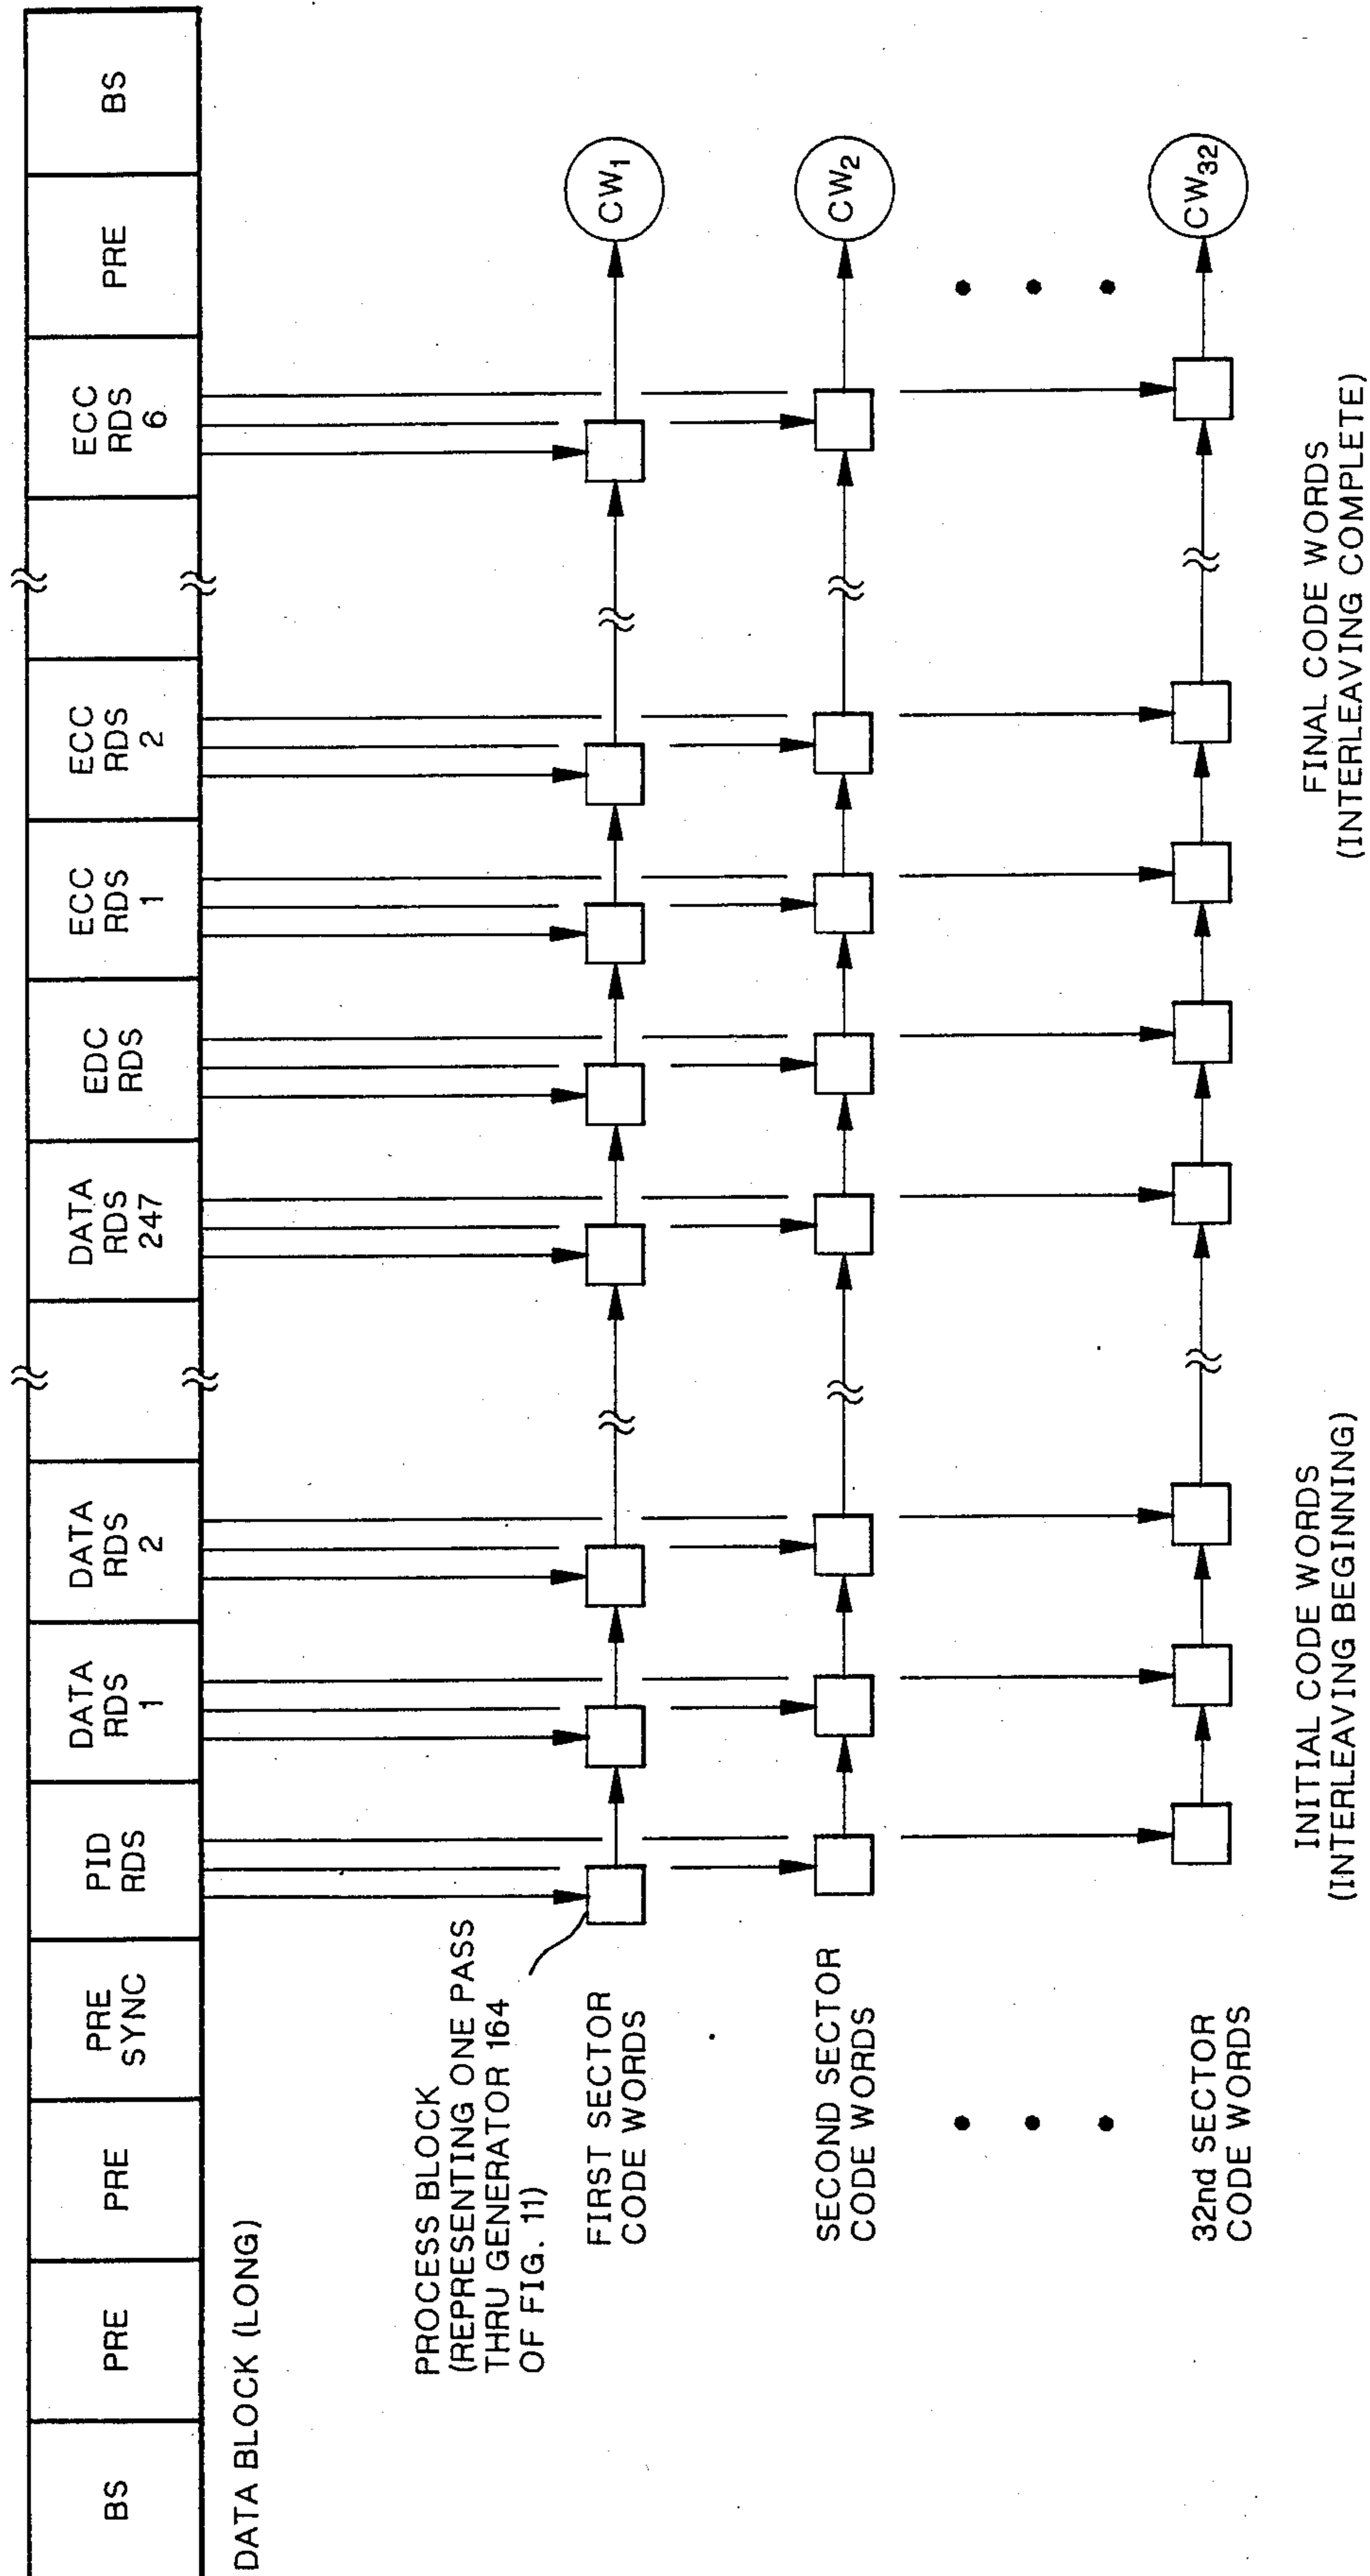 BS
PRE
PRE
PRE
SYNC
PID
RDS
DATA
RDS
1
DATA
RDS
2
DATA
RDS
247
EDC
RDS
ECC
RDS
1
ECC
RDS
2
ECC
RDS
6
PRE
BS
DATA BLOCK (LONG)
PROCESS BLOCK
(REPRESENTING ONE PASS
THRU GENERATOR 164
OF FIG. 11)
FIRST SECTOR
CODE WORDS
CW1
SECOND SECTOR
CODE WORDS
CW2
32nd SECTOR
CODE WORDS
CW32
INITIAL CODE WORDS
(INTERLEAVING BEGINNING)
FINAL CODE WORDS
(INTERLEAVING COMPLETE)